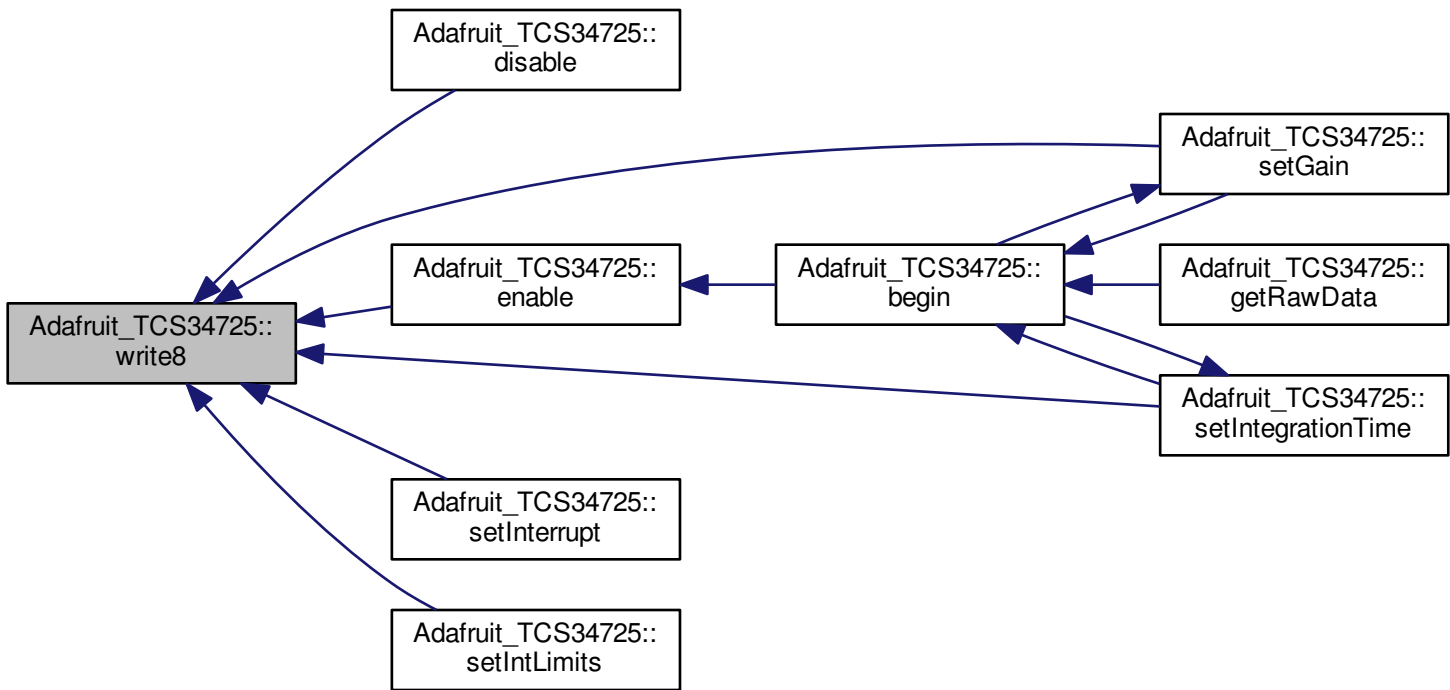 Adafruit_TCS34725::
disable
Adafruit_TCS34725::
setGain
Adafruit_TCS34725::
enable
Adafruit_TCS34725::
begin
Adafruit_TCS34725::
getRawData
Adafruit_TCS34725::
write8
Adafruit_TCS34725::
setIntegrationTime
Adafruit_TCS34725::
setInterrupt
Adafruit_TCS34725::
setIntLimits